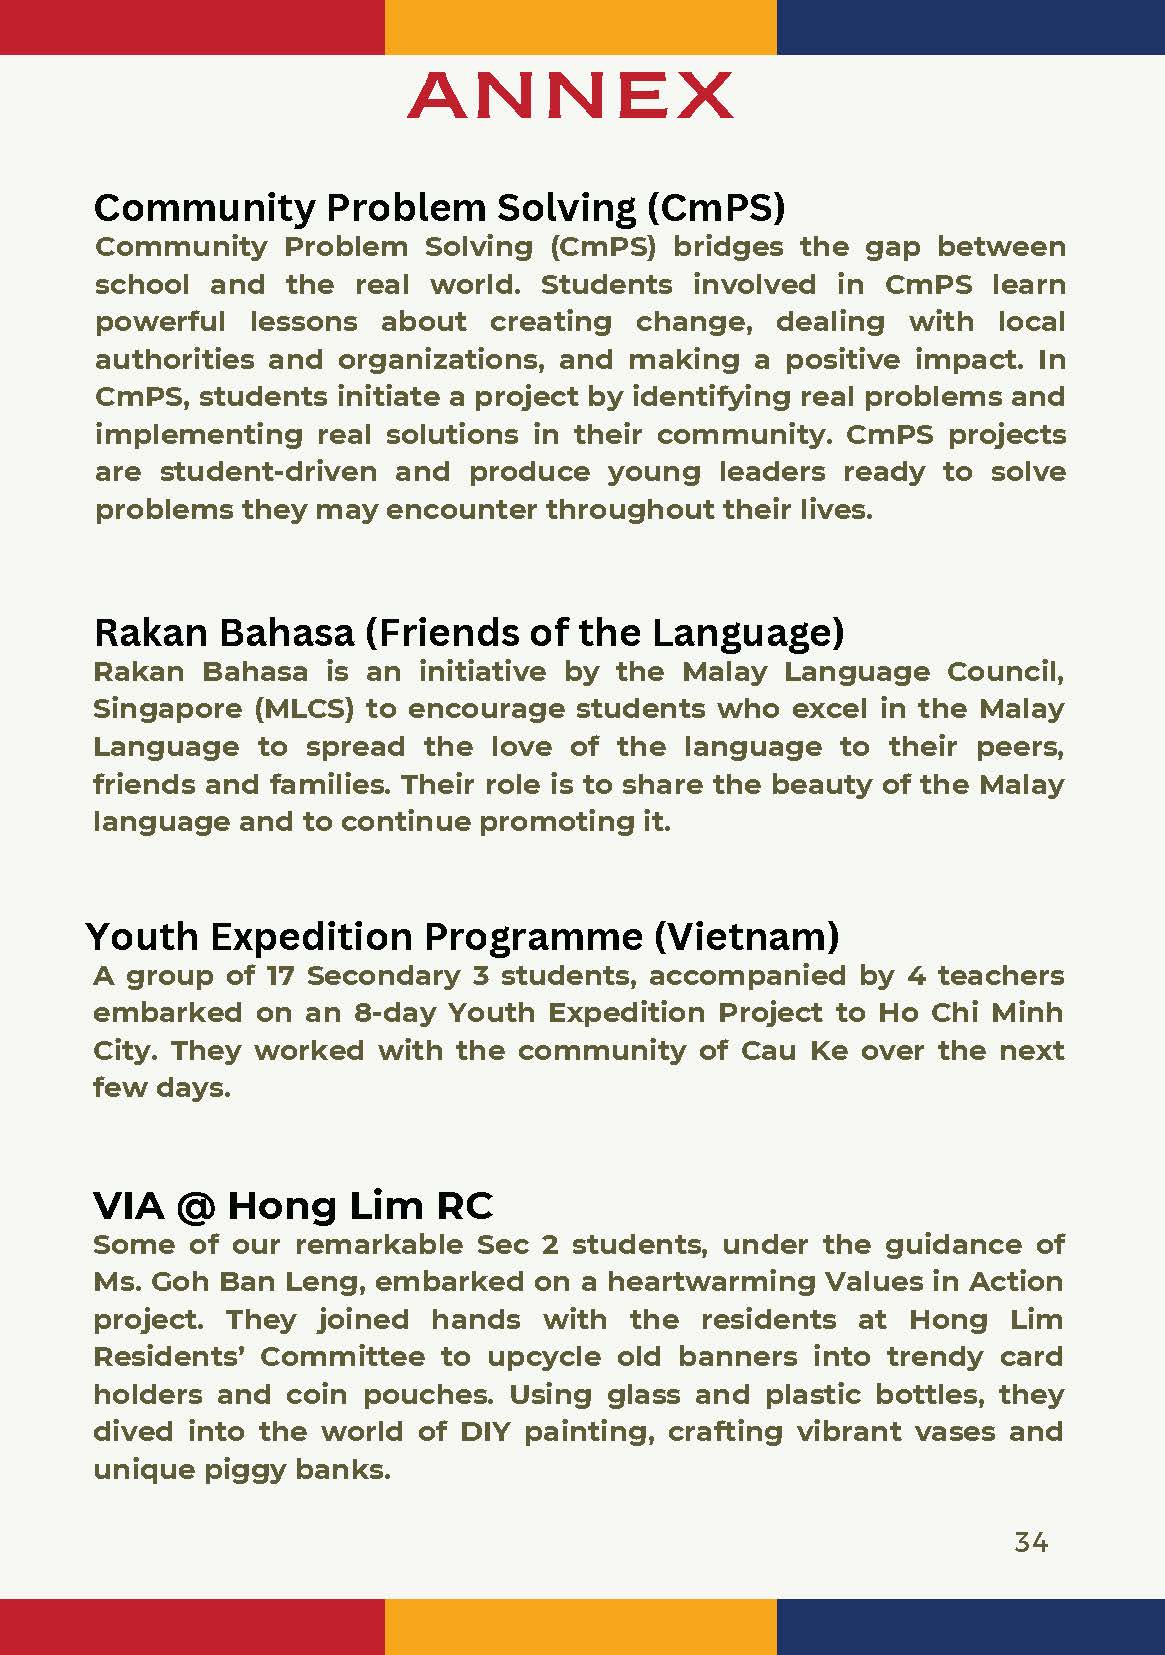 ANNEX
Community Problem Solving (CmPS)
Community Problem Solving (CmPS) bridges the gap between
school and the real world. Students involved in CmPS learn
powerful lessons about creating change, dealing with local
authorities and organizations, and making a positive impact. In
CmPS, students initiate a project by identifying real problems and
implementing real solutions in their community. CmPS projects
are student-driven and produce young leaders ready to solve
problems they may encounter throughout their lives.
Rakan Bahasa (Friends of the Language)
Rakan Bahasa is an initiative by the Malay Language Council,
Singapore (MLCS) to encourage students who excel in the Malay
Language to spread the love of the language to their peers,
friends and families. Their role is to share the beauty of the Malay
language and to continue promoting it.
Youth Expedition Programme (Vietnam)
A group of 17 Secondary 3 students, accompanied by 4 teachers
embarked on an 8-day Youth Expedition Project to Ho Chi Minh
City. They worked with the community of Cau Ke over the next
few days.
VIA @ Hong Lim RC
Some of our remarkable Sec 2 students, under the guidance of
Ms. Goh Ban Leng, embarked on a heartwarming Values in Action
project. They joined hands with the residents at Hong Lim
Residents’ Committee to upcycle old banners into trendy card
holders and coin pouches. Using glass and plastic bottles, they
dived into the world of DIY painting, crafting vibrant vases and
unique piggy banks.
34